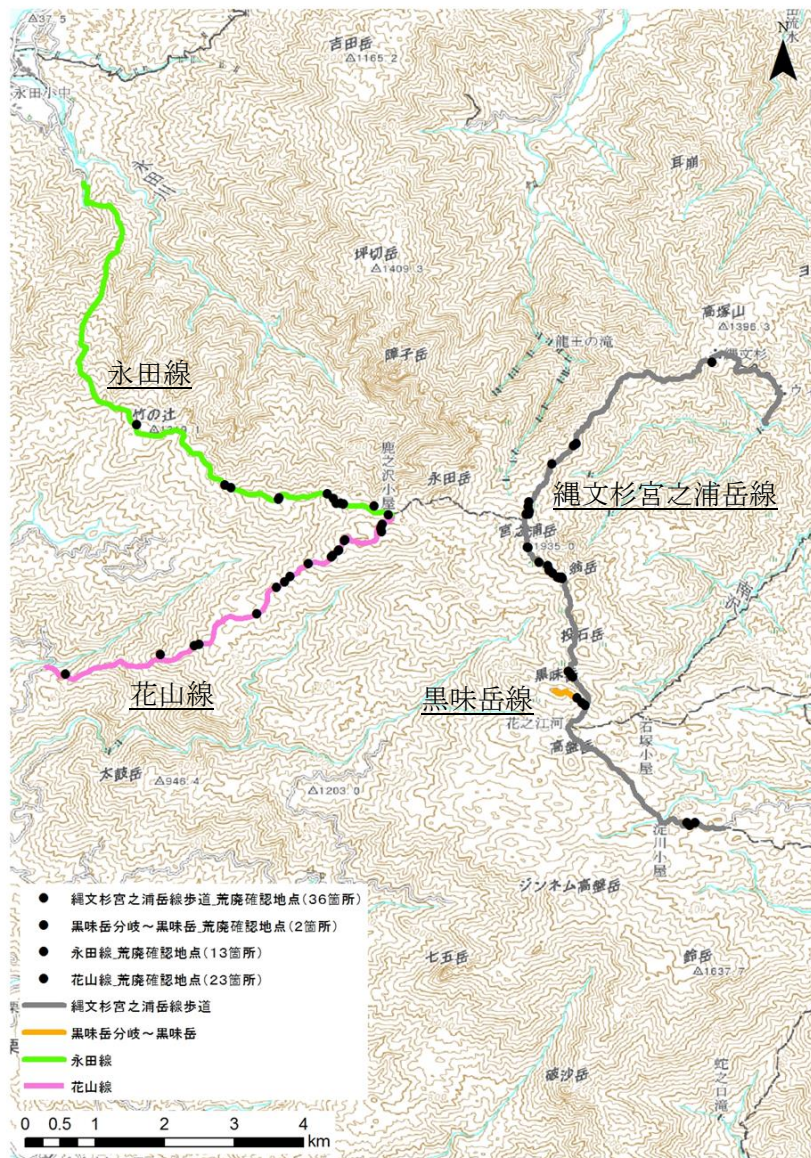 △37.5
吉田岳
△1165.2
永田小中
永田川
耳崩
坪切岳
△1409.3
高塚山
△1396.3
縄文杉
龍王の滝
障子岳
永田線
竹の辻
鹿之沢小屋
永田岳
縄文杉宮之浦岳線
宮之浦岳
1935.0
翁岳
投石岳
黒味岳
花山線
黒味岳線
花之江河
高盤岳
石塚小屋
太鼓岳
△946.4
△1203.0
淀川小屋
ジンネム高盤岳
縄文杉宮之浦岳線歩道_荒廃確認地点(36箇所)
黒味岳分岐~黒味岳_荒廃確認地点(2箇所)
永田線_荒廃確認地点(13箇所)
花山線_荒廃確認地点(23箇所)
縄文杉宮之浦岳線歩道
黒味岳分岐~黒味岳
永田線
花山線
七五岳
鈴岳
△1637.7
破沙岳
蛇之口滝
栗
N
0 0.5 1 2 3 4
km